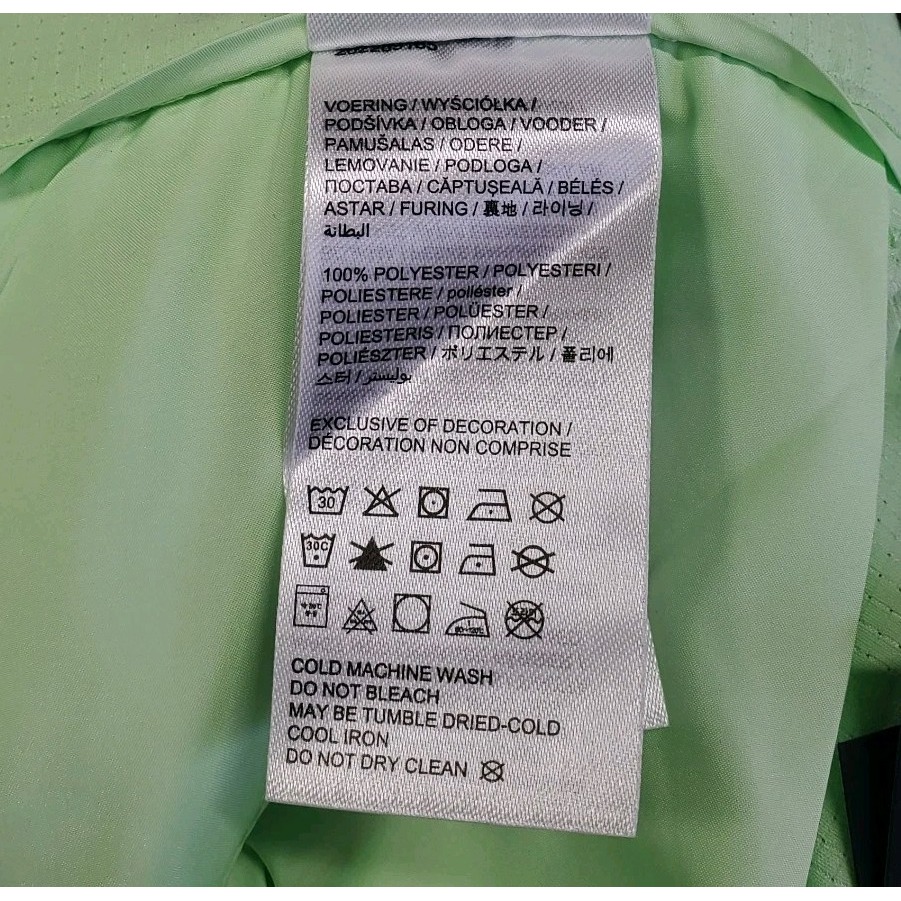 VOERING / WYŚCIÓŁKA /
PODŠÍVKA / OBLOGA / VOODER /
PAMUŠALAS / ODERE /
LEMOVANIE / PODLOGA /
ПОСТАВА / CĂPTUȘEALĂ / BÉLÉS /
ASTAR / FURING / 裏地 / 라이닝 /
البطانة
100% POLYESTER / POLYESTERI /
POLIESTERE / poliéster /
POLIESTER / POLÜESTER /
POLIESTERIS / ПОЛИЕСТЕР /
POLIÉSZTER / ポリエステル / 폴리에
스터 / بوليستر
EXCLUSIVE OF DECORATION /
DÉCORATION NON COMPRISE
30
30C
COLD MACHINE WASH
DO NOT BLEACH
MAY BE TUMBLE DRIED-COLD
COOL IRON
DO NOT DRY CLEAN